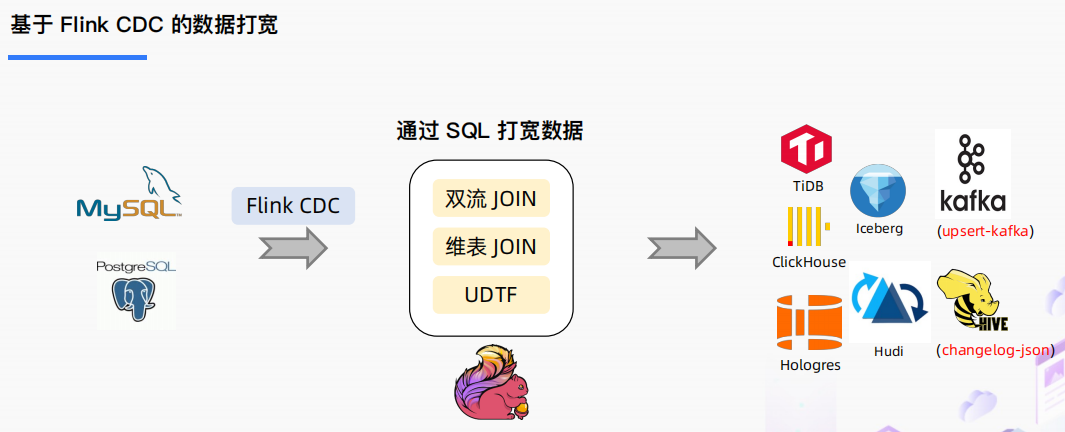 基于 Flink CDC 的数据打宽
通过 SQL 打宽数据
MySQL
TM
PostgreSQL
Flink CDC
双流 JOIN
维表 JOIN
UDTF
TiDB
Iceberg
kafka
(upsert-kafka)
ClickHouse
Hologres
Hudi
HIVE
(changelog-json)